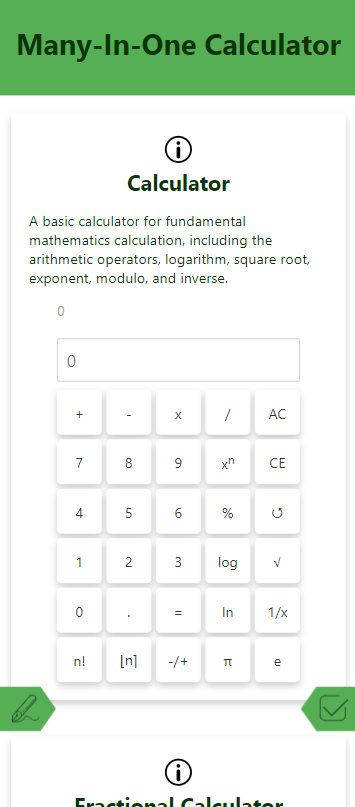 Many-In-One Calculator
Calculator
A basic calculator for fundamental
mathematics calculation, including the
arithmetic operators, logarithm, square root,
exponent, modulo, and inverse.
0
0
+ - x / AC
7 8 9 xⁿ CE
4 5 6 % ↺
1 2 3 log √
0 . = ln 1/x
n! ⌊n⌉ -/+ π e
Fractional Calculator